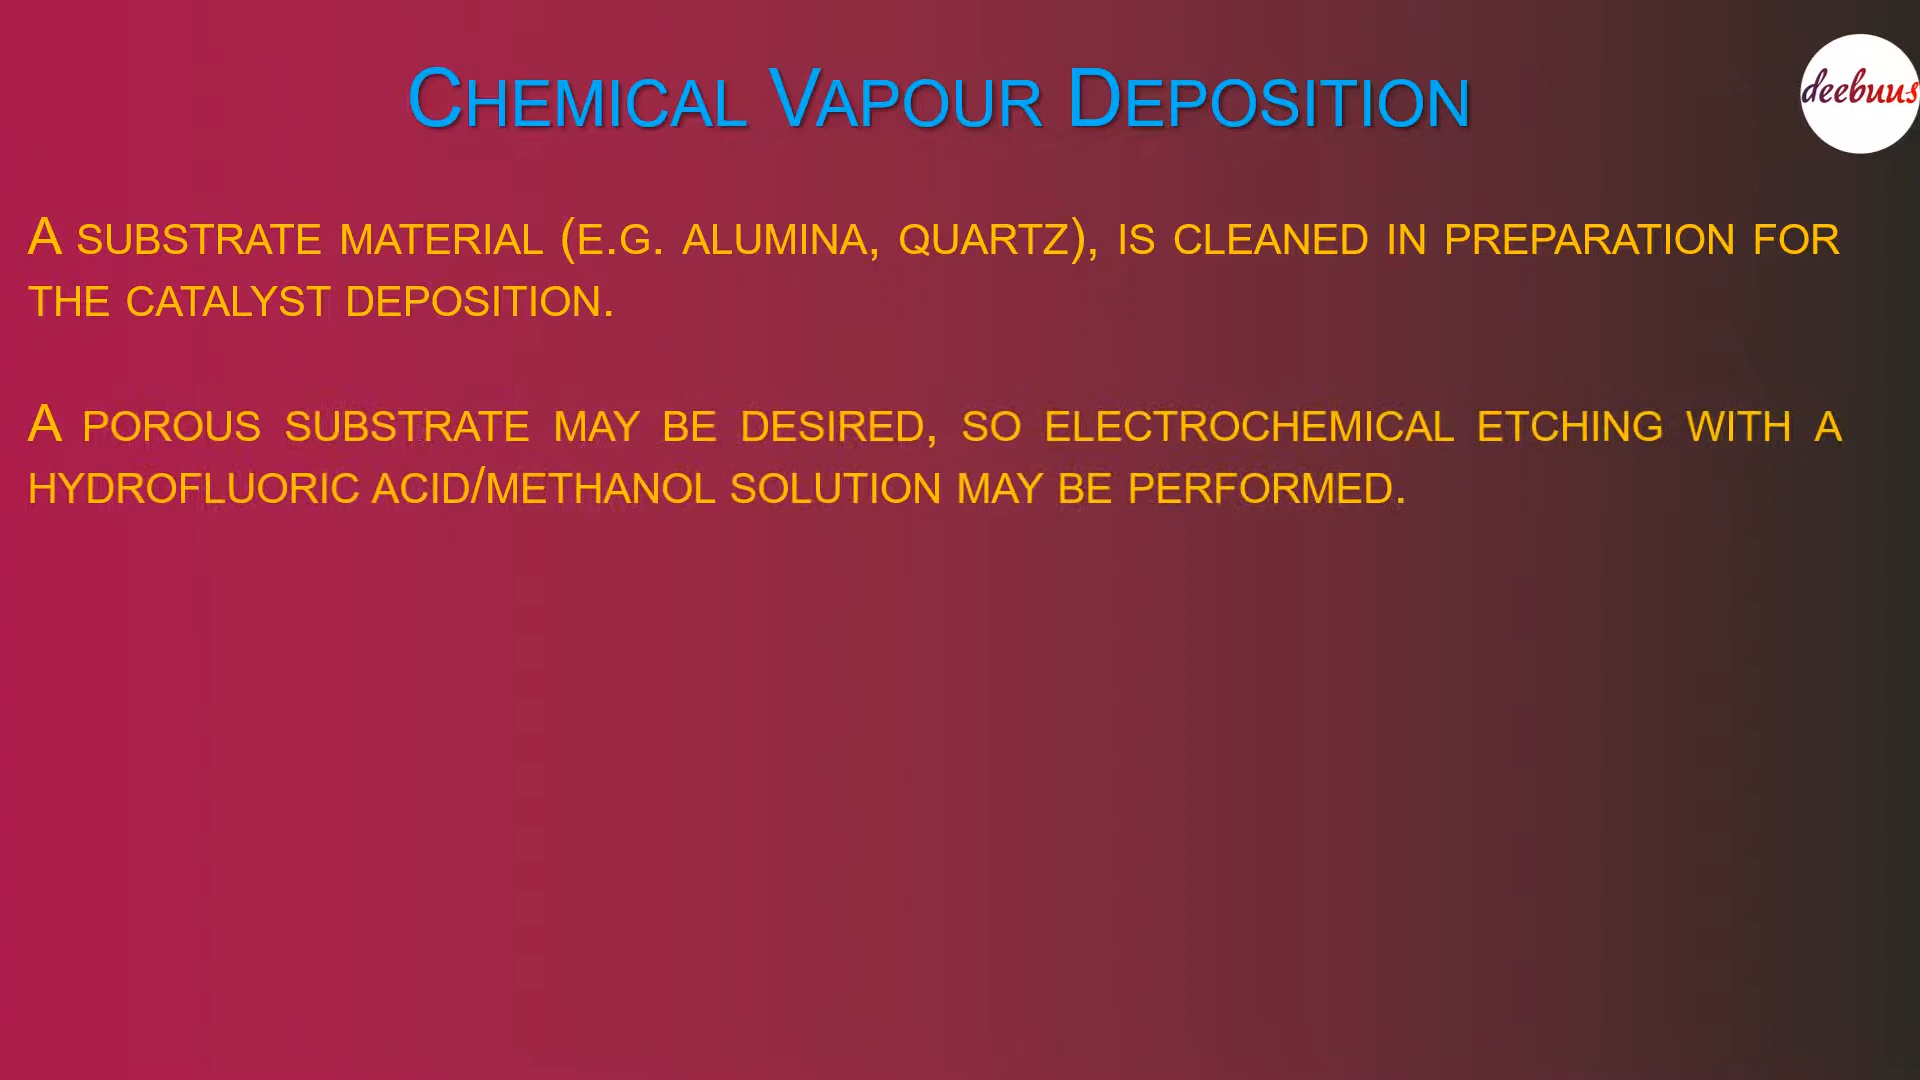 Chemical Vapour Deposition
deebuus
A substrate material (e.g. alumina, quartz), is cleaned in preparation for
the catalyst deposition.
A porous substrate may be desired, so electrochemical etching with a
hydrofluoric acid/methanol solution may be performed.